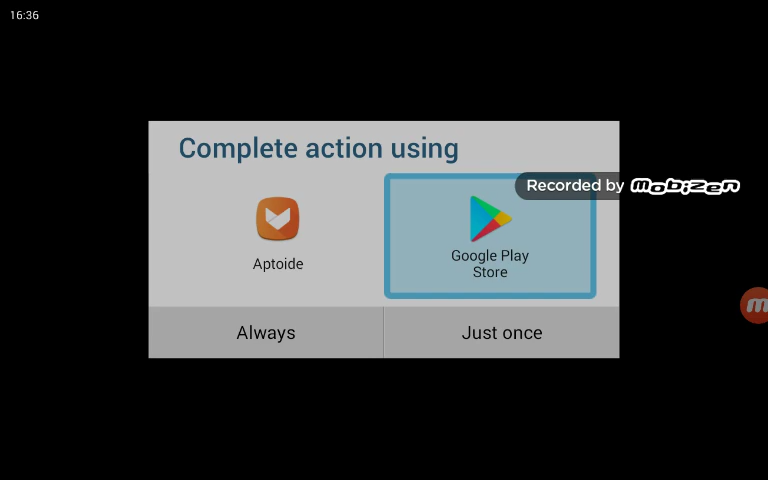 16:36
Complete action using
Recorded by mobizen
Aptoide
Google Play
Store
Always
Just once